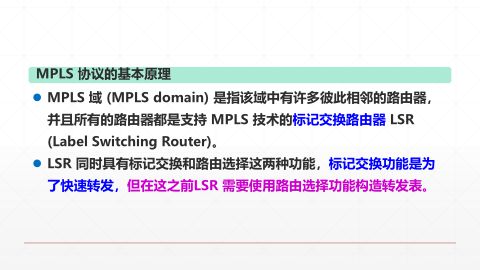 MPLS 协议的基本原理
MPLS 域 (MPLS domain) 是指该域中有许多彼此相邻的路由器，
并且所有的路由器都是支持 MPLS 技术的标记交换路由器 LSR
(Label Switching Router)。
LSR 同时具有标记交换和路由选择这两种功能，标记交换功能是为
了快速转发，但在这之前LSR 需要使用路由选择功能构造转发表。